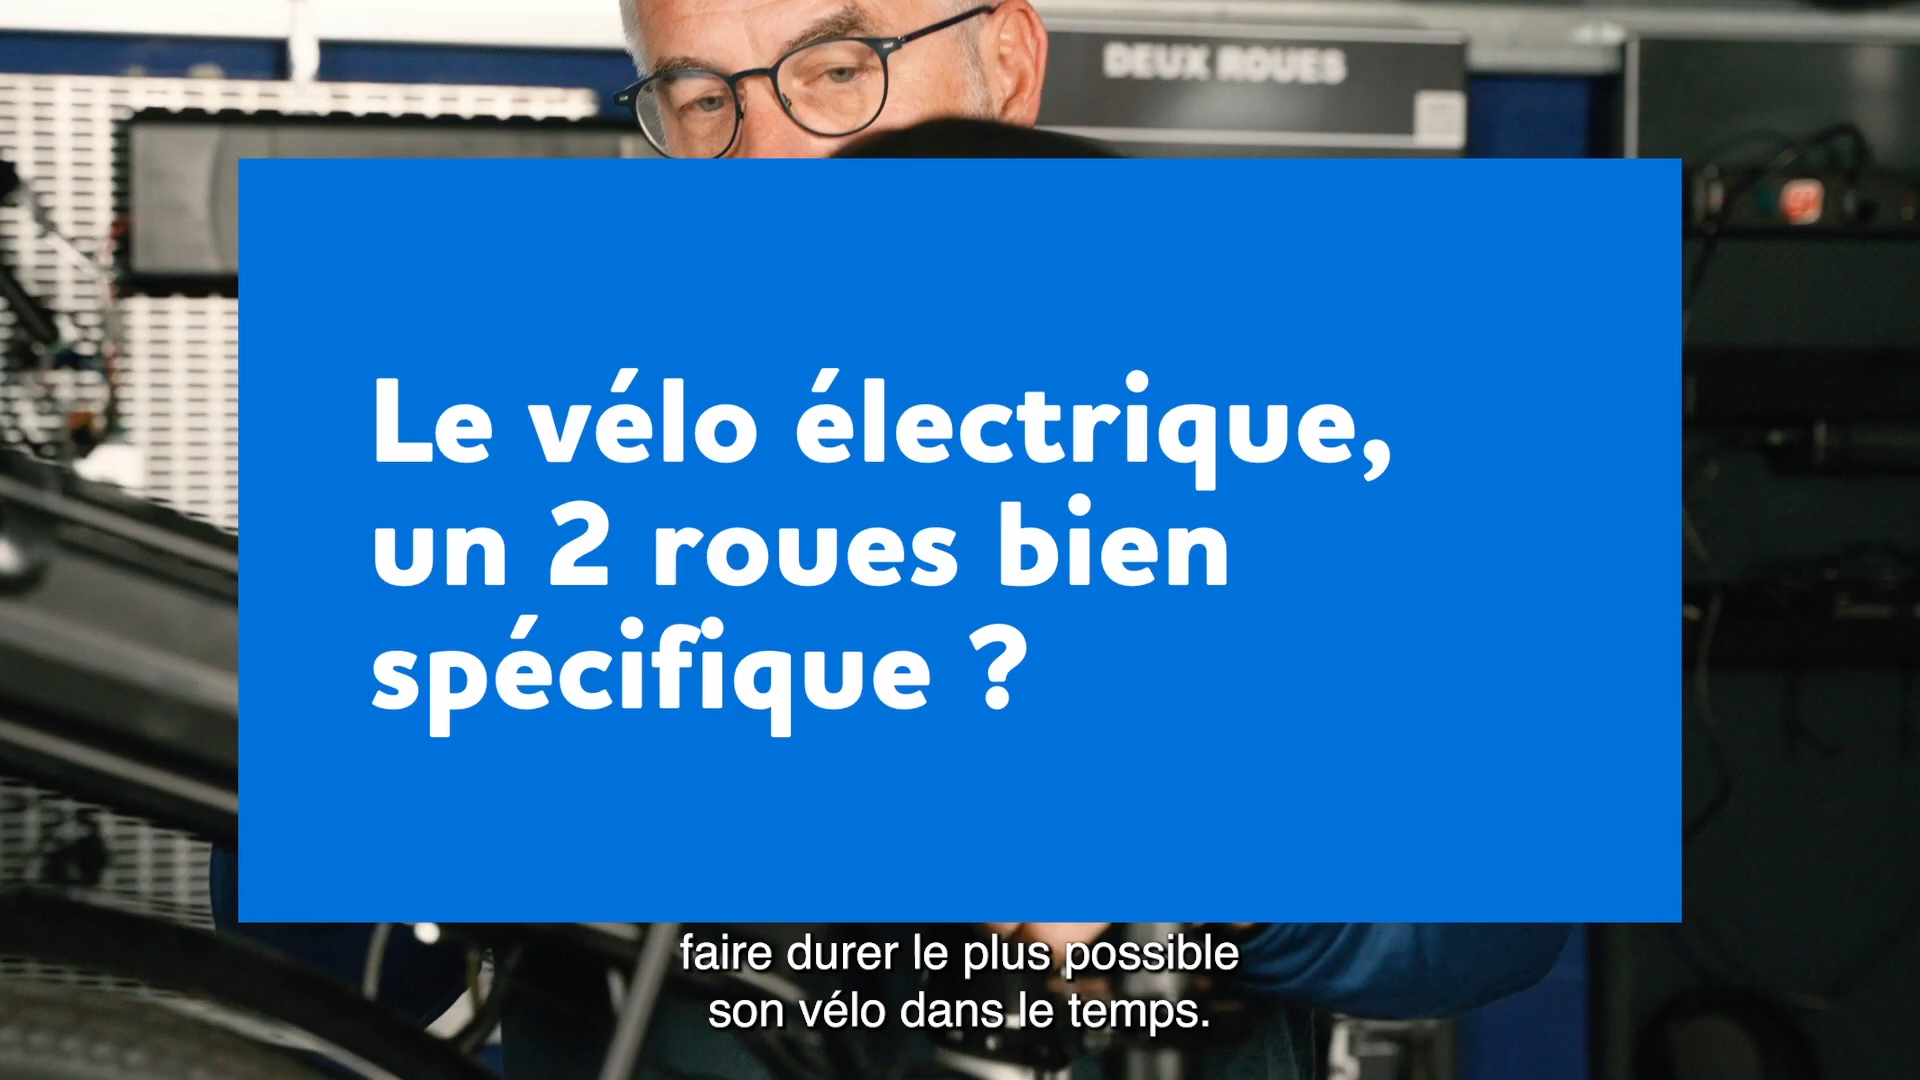 DEUX ROUES
Le vélo électrique,
un 2 roues bien
spécifique ?
faire durer le plus possible
son vélo dans le temps.